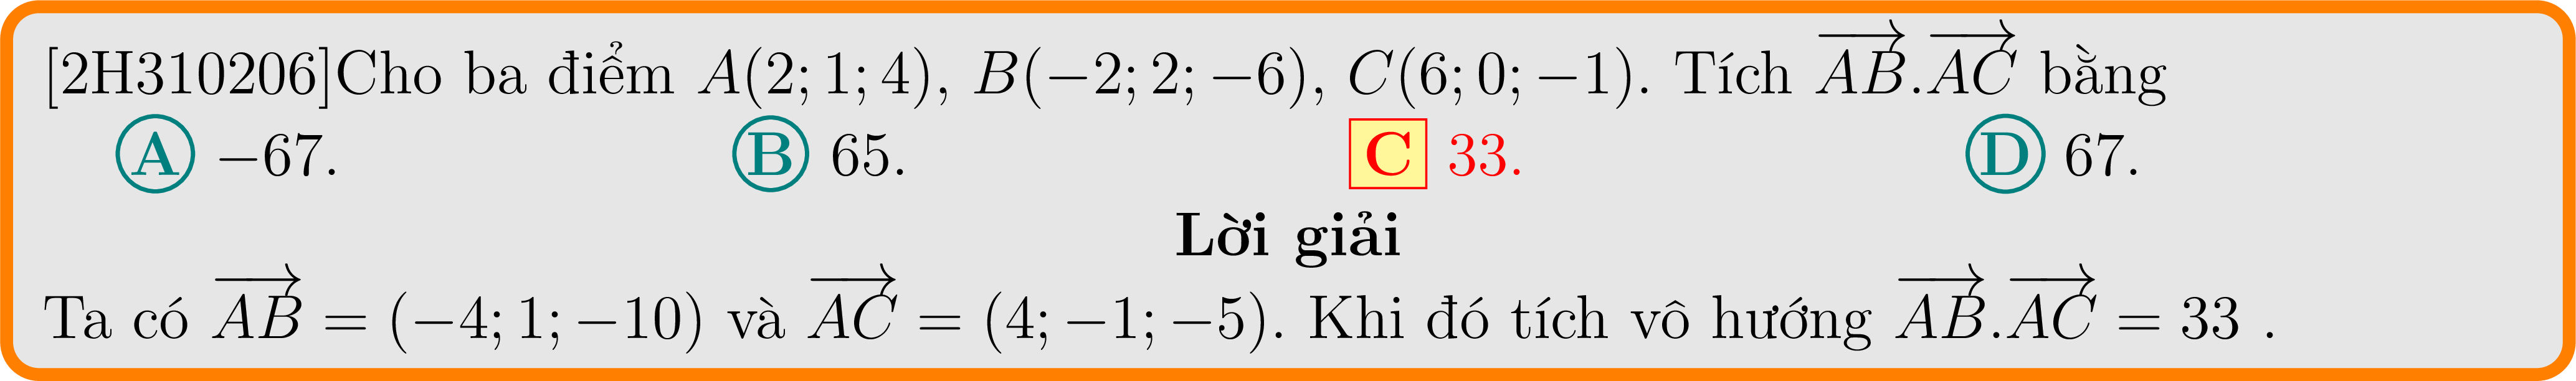 [2H310206]Cho ba điểm A(2; 1; 4), B(−2; 2; −6), C(6; 0; −1). Tích $\overrightarrow{AB}.\overrightarrow{AC}$ bằng
A −67. B 65. C 33. D 67.
Lời giải
Ta có $\overrightarrow{AB}$ = (−4; 1; −10) và $\overrightarrow{AC}$ = (4; −1; −5). Khi đó tích vô hướng $\overrightarrow{AB}.\overrightarrow{AC}$ = 33 .